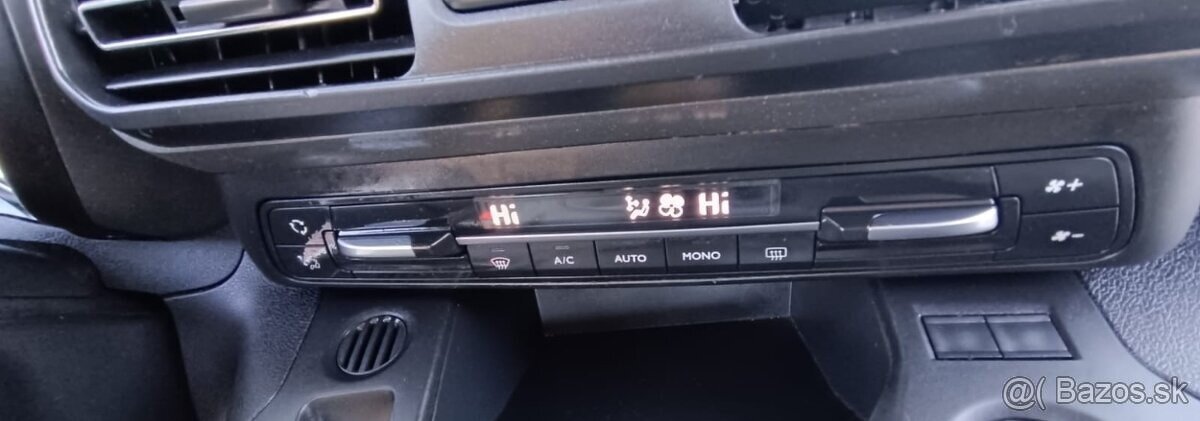 Hi Hi
A/C AUTO MONO
@( Bazos.sk